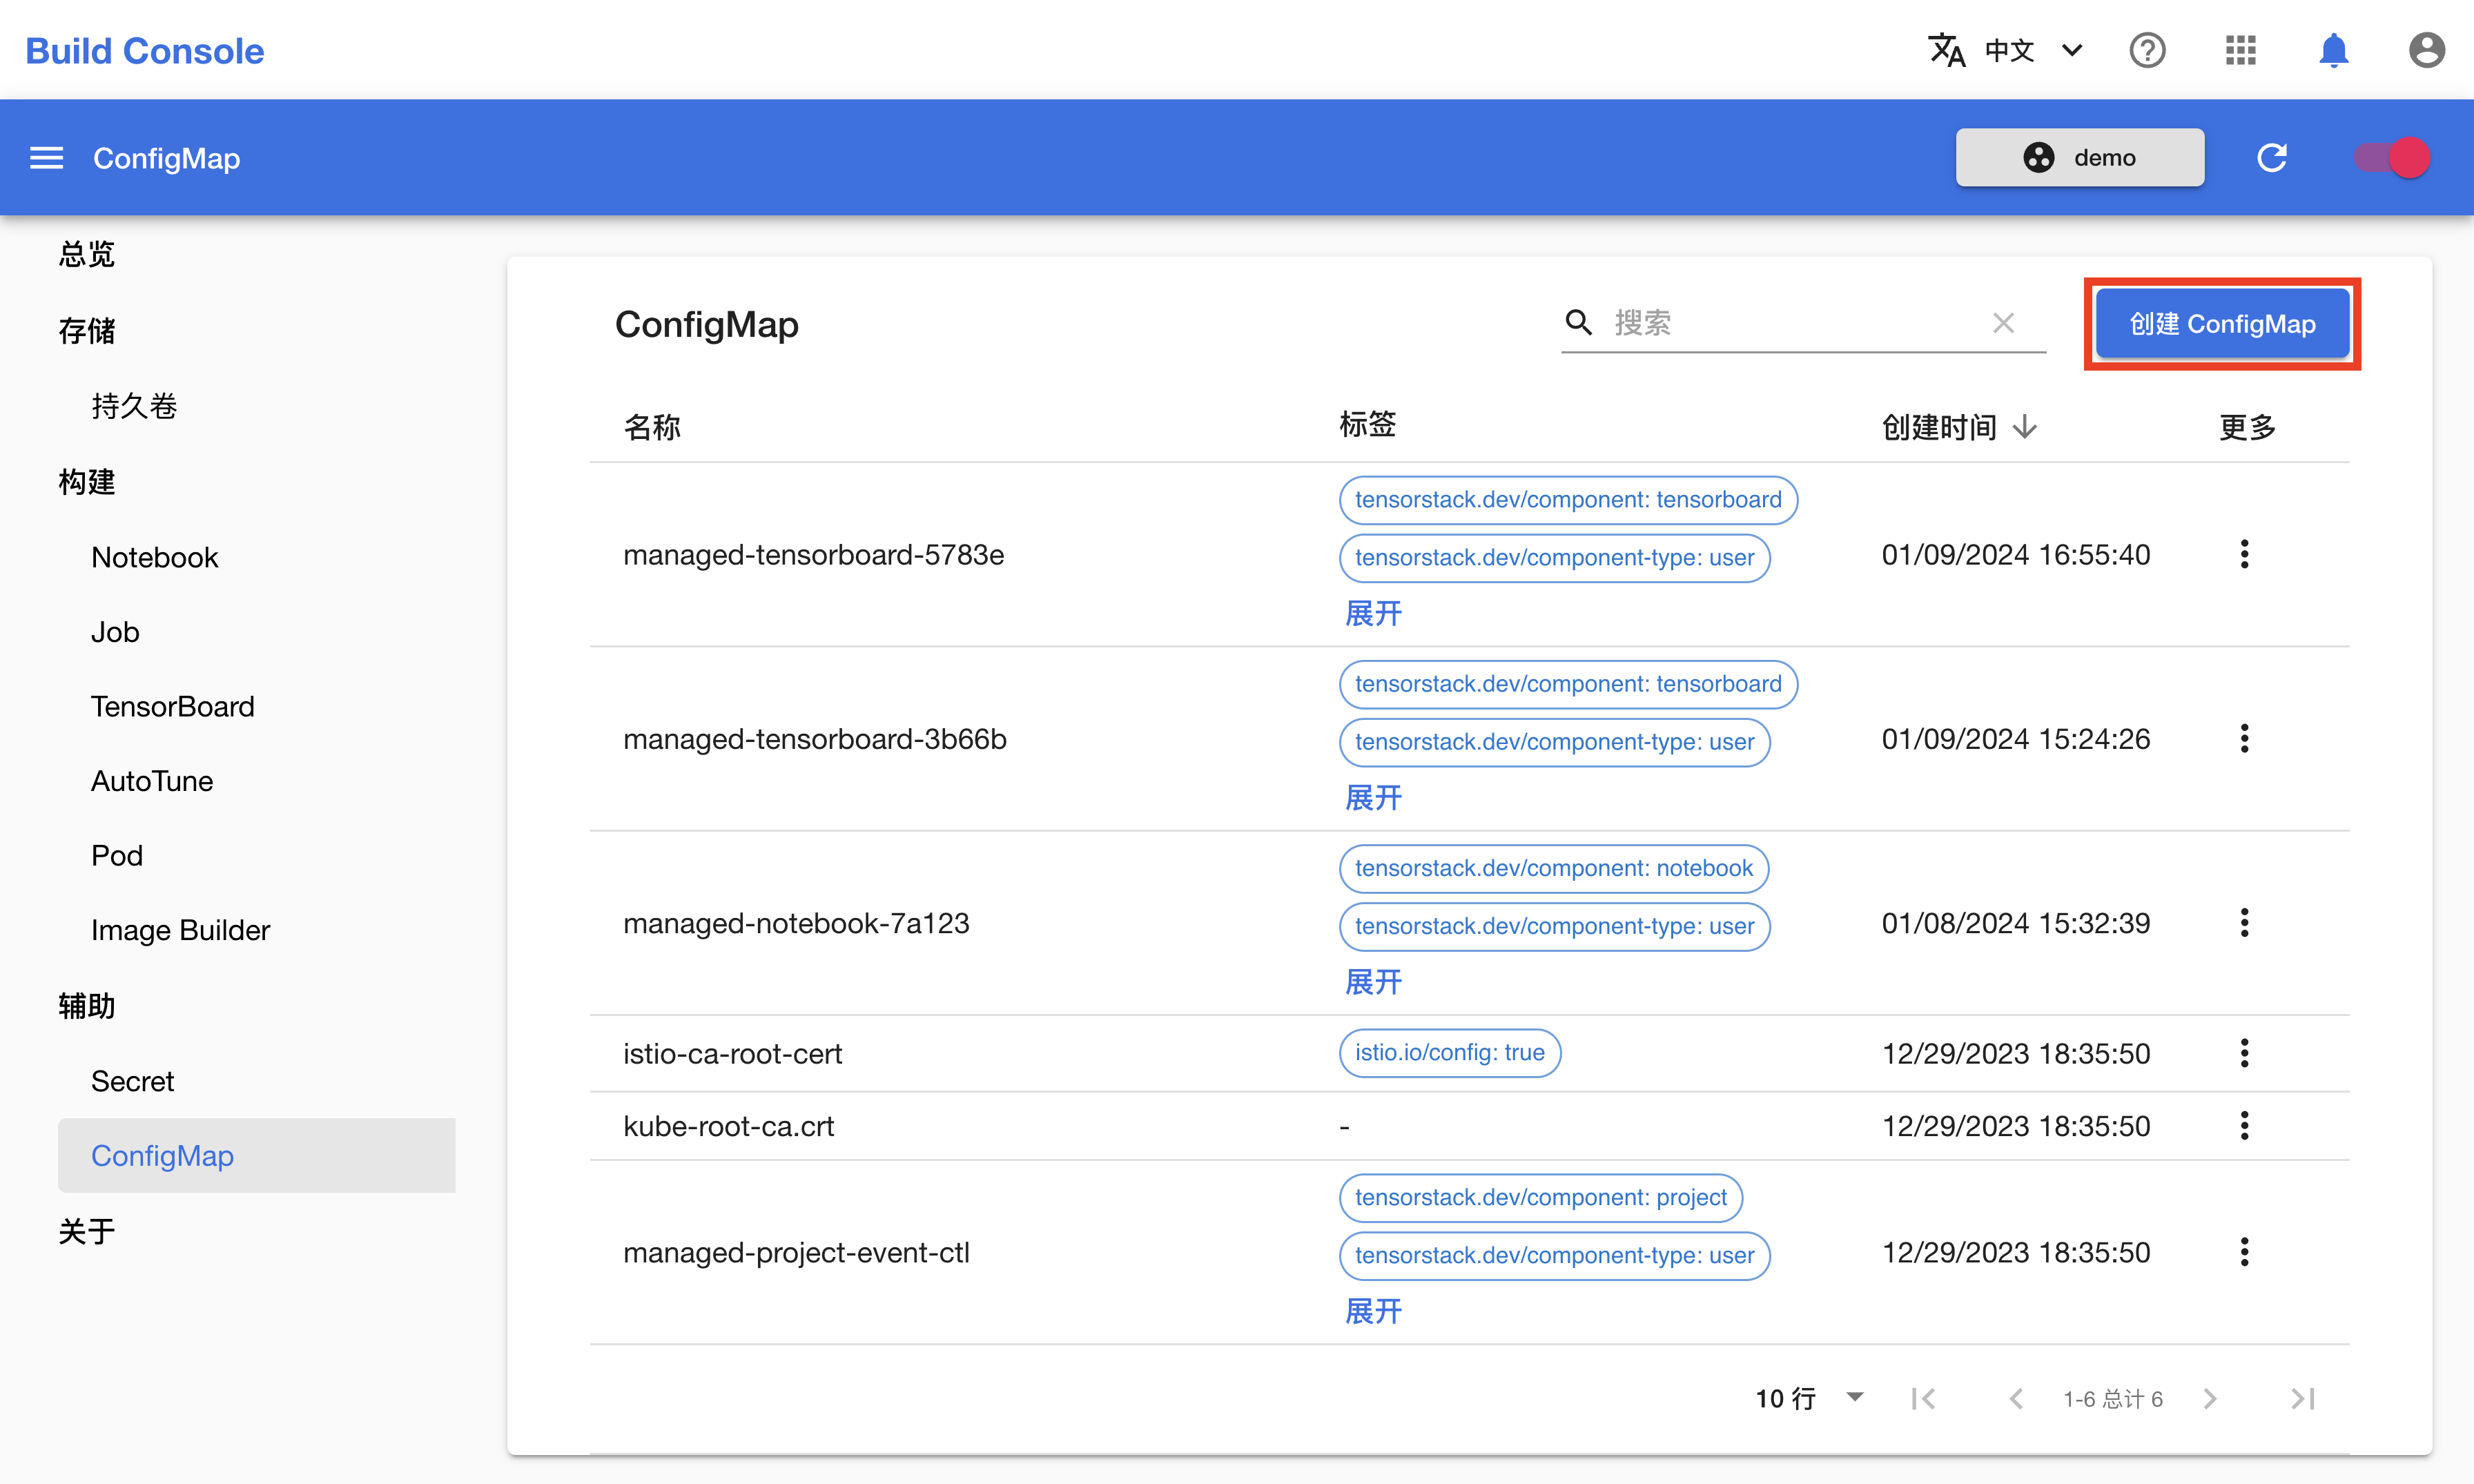 Build Console
中文
ConfigMap
demo
总览
存储
持久卷
构建
Notebook
Job
TensorBoard
AutoTune
Pod
Image Builder
辅助
Secret
ConfigMap
关于
ConfigMap
搜索
创建 ConfigMap
名称 标签 创建时间 更多
tensorstack.dev/component: tensorboard
managed-tensorboard-5783e tensorstack.dev/component-type: user 01/09/2024 16:55:40
展开
tensorstack.dev/component: tensorboard
managed-tensorboard-3b66b tensorstack.dev/component-type: user 01/09/2024 15:24:26
展开
tensorstack.dev/component: notebook
managed-notebook-7a123 tensorstack.dev/component-type: user 01/08/2024 15:32:39
展开
istio-ca-root-cert istio.io/config: true 12/29/2023 18:35:50
kube-root-ca.crt - 12/29/2023 18:35:50
tensorstack.dev/component: project
managed-project-event-ctl tensorstack.dev/component-type: user 12/29/2023 18:35:50
展开
10 行 1-6 总计 6